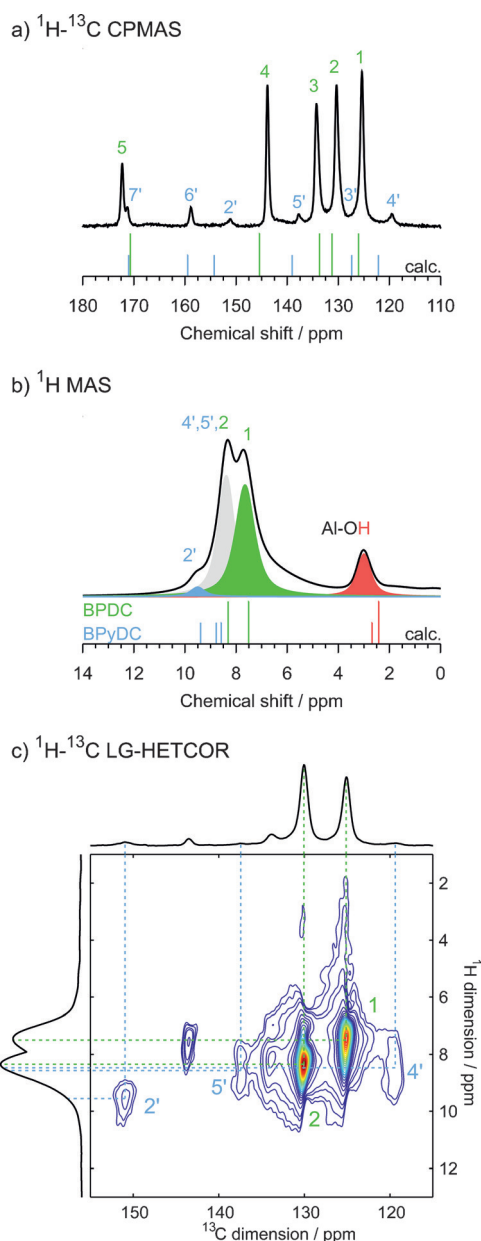 a) ¹H-¹³C CPMAS
5 7' 6' 2' 4 5' 3 2 3' 1 4'
calc.
180 170 160 150 140 130 120 110
Chemical shift / ppm
b) ¹H MAS
4',5',2 1
2' Al-OH
BPDC
BPyDC calc.
14 12 10 8 6 4 2 0
Chemical shift / ppm
c) ¹H-¹³C LG-HETCOR
2
4
6
8
10
12
¹H dimension / ppm
1
5' 4'
2' 2
150 140 130 120
¹³C dimension / ppm